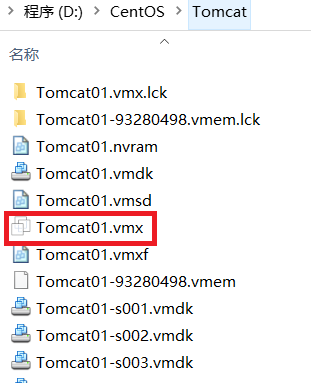 程序 (D:) CentOS Tomcat
名称
Tomcat01.vmx.lck
Tomcat01-93280498.vmem.lck
Tomcat01.nvram
Tomcat01.vmdk
Tomcat01.vmsd
Tomcat01.vmx
Tomcat01.vmxf
Tomcat01-93280498.vmem
Tomcat01-s001.vmdk
Tomcat01-s002.vmdk
Tomcat01-s003.vmdk